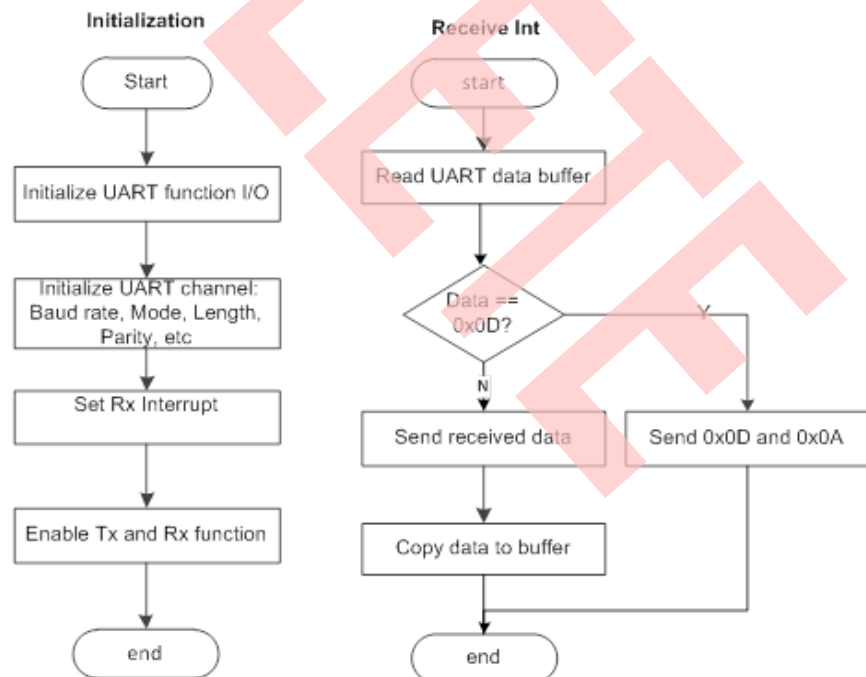 Initialization
Start
Initialize UART function I/O
Initialize UART channel:
Baud rate, Mode, Length,
Parity, etc
Set Rx Interrupt
Enable Tx and Rx function
end
Receive Int
start
Read UART data buffer
Data ==
0x0D?
Y
N
Send received data
Send 0x0D and 0x0A
Copy data to buffer
end